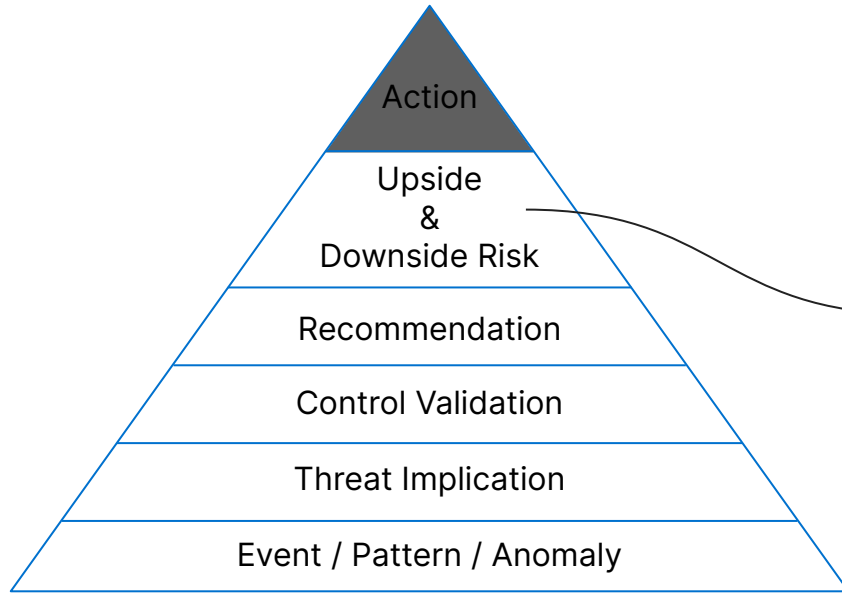 Action
Upside
&
Downside Risk
Recommendation
Control Validation
Threat Implication
Event / Pattern / Anomaly